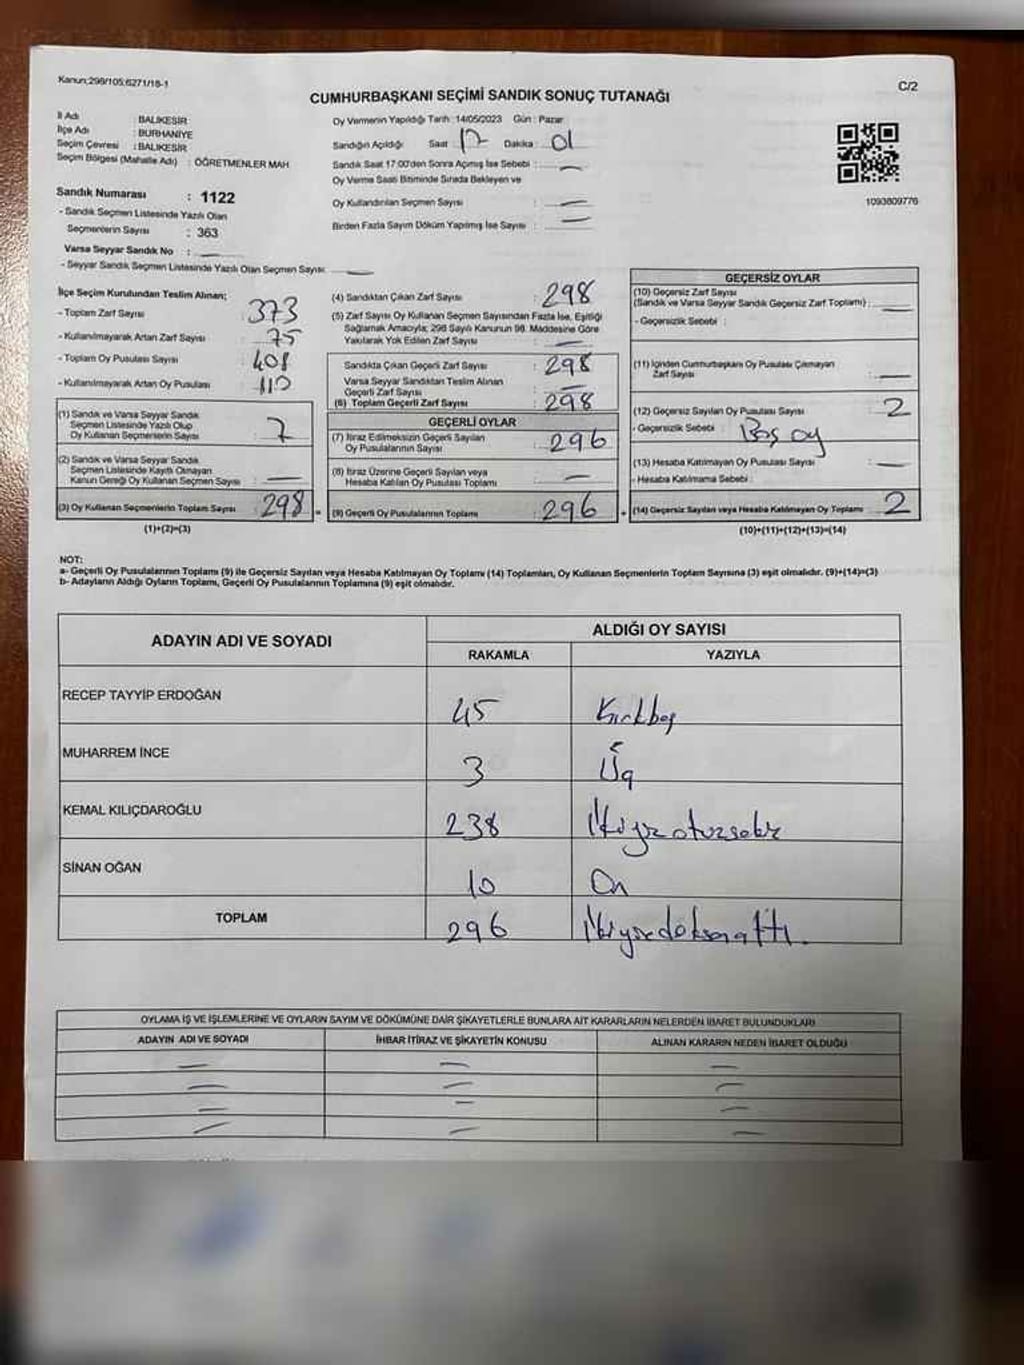 Kanun;298/105;6271/18-1
C/2
CUMHURBAŞKANI SEÇİMİ SANDIK SONUÇ TUTANAĞI
İl Adı : BALIKESİR
İlçe Adı : BURHANİYE
Seçim Çevresi : BALIKESİR
Seçim Bölgesi (Mahalle Adı) : ÖĞRETMENLER MAH.
Sandık Numarası : 1122
- Sandık Seçmen Listesinde Yazılı Olan
Seçmenlerin Sayısı : 363
Varsa Seyyar Sandık No : —
- Seyyar Sandık Seçmen Listesinde Yazılı Olan Seçmen Sayısı: —
Oy Vermenin Yapıldığı Tarih :14/05/2023 Gün : Pazar
Sandığın Açıldığı Saat 17 Dakika : 01
Sandık Saat 17:00'den Sonra Açılmış İse Sebebi : —
Oy Verme Saati Bitiminde Sırada Bekleyen ve
Oy Kullandırılan Seçmen Sayısı : —
Birden Fazla Sayım Döküm Yapılmış İse Sayısı : —
1093809776
İlçe Seçim Kurulundan Teslim Alınan;
- Toplam Zarf Sayısı 373
- Kullanılmayarak Artan Zarf Sayısı 75
- Toplam Oy Pusulası Sayısı 408
- Kullanılmayarak Artan Oy Pusulası 110
(1) Sandık ve Varsa Seyyar Sandık
Seçmen Listesinde Yazılı Olup
Oy Kullanan Seçmenlerin Sayısı : 7
(2) Sandık ve Varsa Seyyar Sandık
Seçmen Listesinde Kayıtlı Olmayan
Kanun Gereği Oy Kullanan Seçmen Sayısı : —
(3) Oy Kullanan Seçmenlerin Toplam Sayısı : 298
(1)+(2)=(3)
(4) Sandıktan Çıkan Zarf Sayısı : 298
(5) Zarf Sayısı Oy Kullanan Seçmen Sayısından Fazla İse, Eşitliği
Sağlamak Amacıyla; 298 Sayılı Kanunun 98. Maddesine Göre
Yakılarak Yok Edilen Zarf Sayısı : —
Sandıkta Çıkan Geçerli Zarf Sayısı : 298
Varsa Seyyar Sandıktan Teslim Alınan
Geçerli Zarf Sayısı : —
(6) Toplam Geçerli Zarf Sayısı : 298
GEÇERLİ OYLAR
(7) İtiraz Edilmeksizin Geçerli Sayılan
Oy Pusulalarının Sayısı : 296
(8) İtiraz Üzerine Geçerli Sayılan veya
Hesaba Katılan Oy Pusulası Toplamı : —
(9) Geçerli Oy Pusulalarının Toplamı : 296
GEÇERSİZ OYLAR
(10) Geçersiz Zarf Sayısı
(Sandık ve Varsa Seyyar Sandık Geçersiz Zarf Toplamı) : —
- Geçersizlik Sebebi :
(11) İçinden Cumhurbaşkanı Oy Pusulası Çıkmayan
Zarf Sayısı : —
(12) Geçersiz Sayılan Oy Pusulası Sayısı : 2
- Geçersizlik Sebebi : Boş oy
(13) Hesaba Katılmayan Oy Pusulası Sayısı : —
- Hesaba Katılmama Sebebi :
(14) Geçersiz Sayılan veya Hesaba Katılmayan Oy Toplamı : 2
(10)+(11)+(12)+(13)=(14)
NOT:
a- Geçerli Oy Pusulalarının Toplamı (9) ile Geçersiz Sayılan veya Hesaba Katılmayan Oy Toplamı (14) Toplamları, Oy Kullanan Seçmenlerin Toplam Sayısına (3) eşit olmalıdır. (9)+(14)=(3)
b- Adayların Aldığı Oyların Toplamı, Geçerli Oy Pusulalarının Toplamına (9) eşit olmalıdır.
ADAYIN ADI VE SOYADI
ALDIĞI OY SAYISI
RAKAMLA YAZIYLA
RECEP TAYYİP ERDOĞAN 45 Kırkbeş
MUHARREM İNCE 3 Üç
KEMAL KILIÇDAROĞLU 238 İkiyüzotuzsekiz
SİNAN OĞAN 10 On
TOPLAM 296 İkiyüzdoksanaltı.
OYLAMA İŞ VE İŞLEMLERİNE VE OYLARIN SAYIM VE DÖKÜMÜNE DAİR ŞİKAYETLERLE BUNLARA AİT KARARLARIN NELERDEN İBARET BULUNDUKLARI
ADAYIN ADI VE SOYADI İHBAR İTİRAZ VE ŞİKAYETİN KONUSU ALINAN KARARIN NEDEN İBARET OLDUĞU